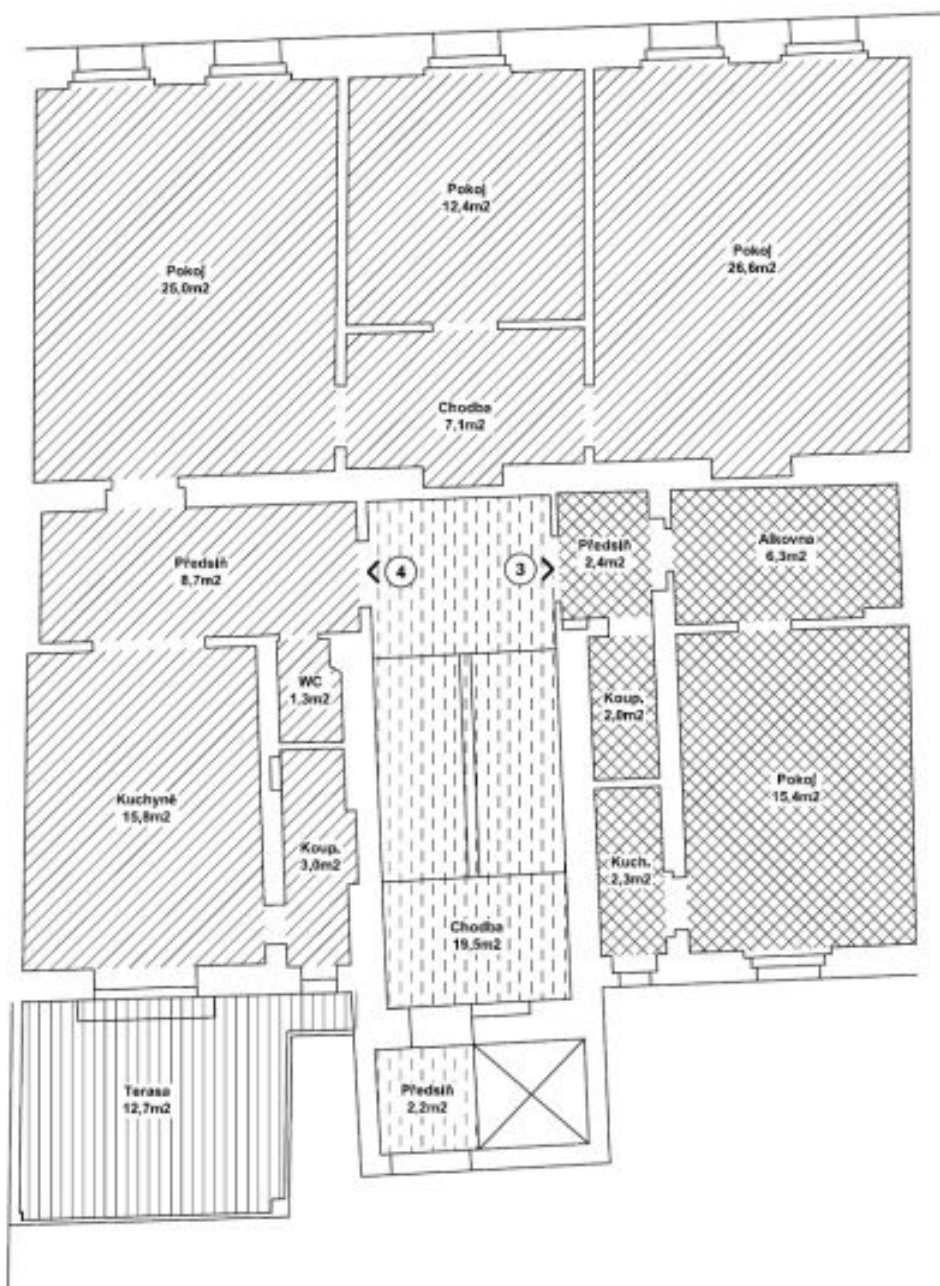 Pokoj
12,4m2
Pokoj
26,6m2
Pokoj
25,0m2
Chodba
7,1m2
Předsíň
8,7m2
4
3
Předsíň
2,4m2
Alkovna
6,3m2
WC
1,3m2
Koup.
2,0m2
Kuchyně
15,8m2
Koup.
3,0m2
Pokoj
15,4m2
Kuch.
2,3m2
Chodba
19,5m2
Terasa
12,7m2
Předsíň
2,2m2